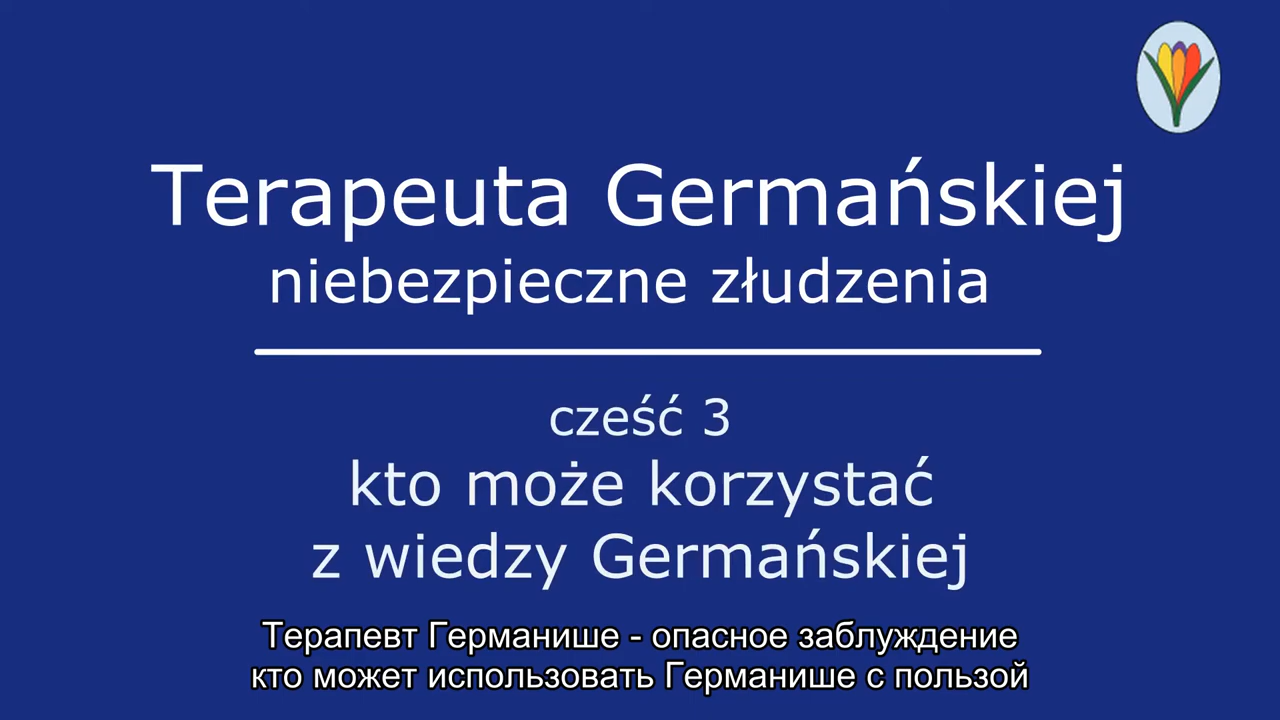 Terapeuta Germańskiej
niebezpieczne złudzenia
cześć 3
kto może korzystać
z wiedzy Germańskiej
Терапевт Германише - опасное заблуждение
кто может использовать Германише с пользой